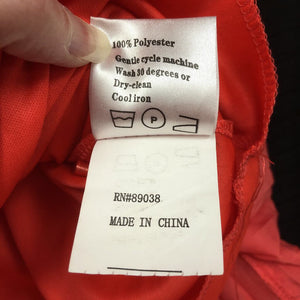 100% Polyester
Gentle cycle machine
Wash 30 degrees or
Dry-clean
Cool iron
P
RN#89038
MADE IN CHINA